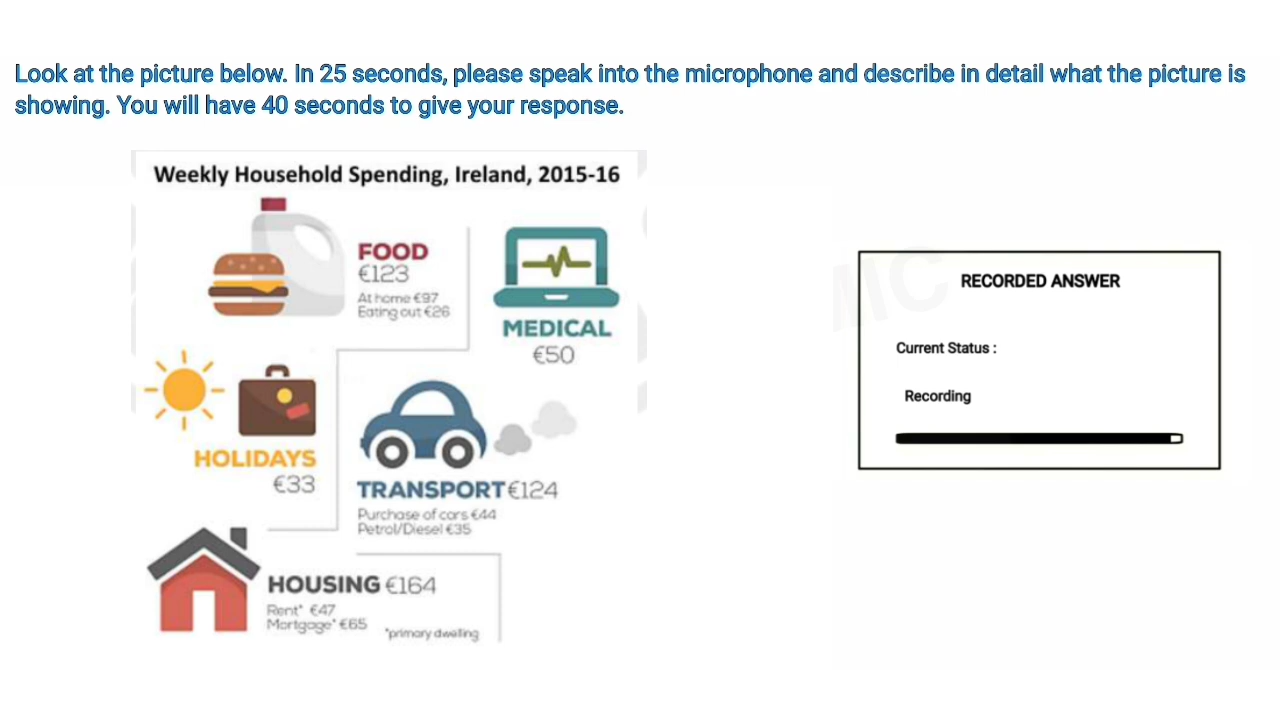 Look at the picture below. In 25 seconds, please speak into the microphone and describe in detail what the picture is
showing. You will have 40 seconds to give your response.
Weekly Household Spending, Ireland, 2015-16
FOOD
€123
At home €97
Eating out €26
MEDICAL
€50
HOLIDAYS
€33
TRANSPORT €124
Purchase of cars €44
Petrol/Diesel €35
HOUSING €164
Rent* €47
Mortgage* €65
*primary dwelling
MC
RECORDED ANSWER
Current Status :
Recording